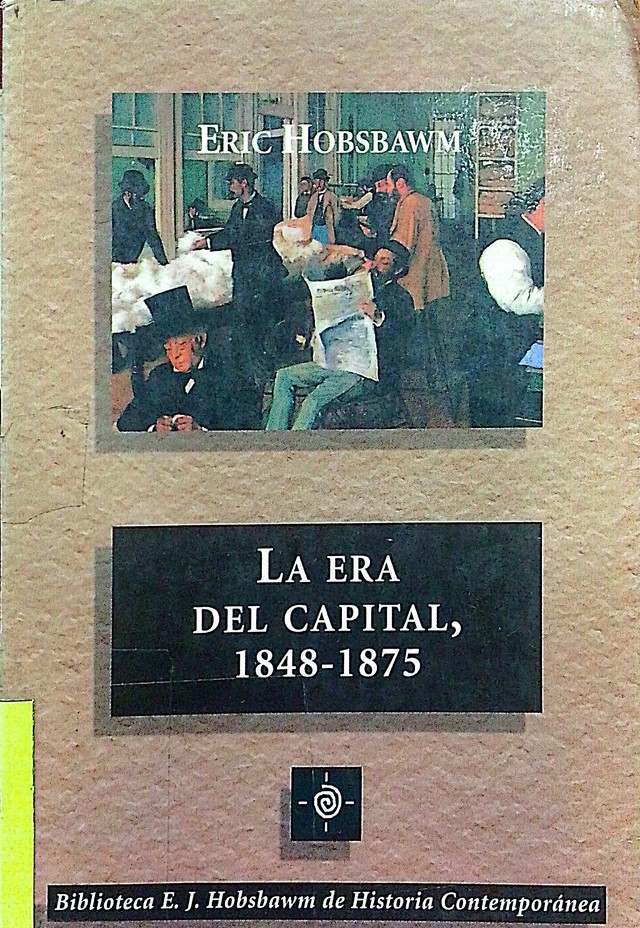 ERIC HOBSBAWM
LA ERA
DEL CAPITAL,
1848-1875
Biblioteca E. J. Hobsbawm de Historia Contemporánea